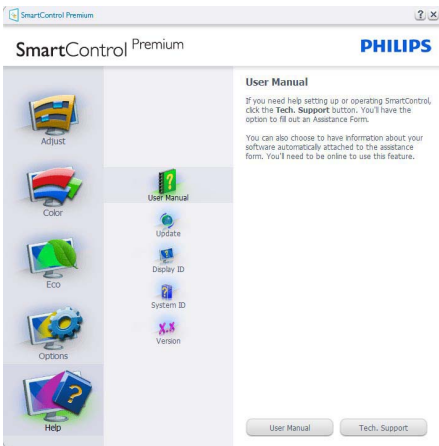 SmartControl Premium
SmartControl Premium
PHILIPS
Adjust
Color
Eco
Options
Help
User Manual
Update
Display ID
System ID
X.X
Version
User Manual
If you need help setting up or operating SmartControl,
click the Tech. Support button. You'll have the
option to fill out an Assistance Form.
You can also choose to have information about your
software automatically attached to the assistance
form. You'll need to be online to use this feature.
User Manual
Tech. Support